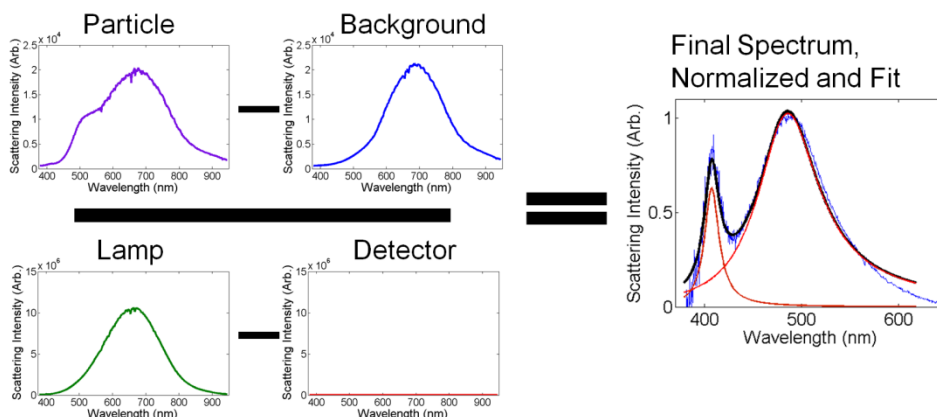 Particle
Scattering Intensity (Arb.)
2.5 x 10^4
2
1.5
1
0.5
0
400 500 600 700 800 900
Wavelength (nm)
Background
Scattering Intensity (Arb.)
2.5 x 10^4
2
1.5
1
0.5
0
400 500 600 700 800 900
Wavelength (nm)
Lamp
Scattering Intensity (Arb.)
15 x 10^6
10
5
0
400 500 600 700 800 900
Wavelength (nm)
Detector
Scattering Intensity (Arb.)
15 x 10^6
10
5
0
400 500 600 700 800 900
Wavelength (nm)
Final Spectrum,
Normalized and Fit
Scattering Intensity (Arb.)
1
0.5
0
400 500 600
Wavelength (nm)